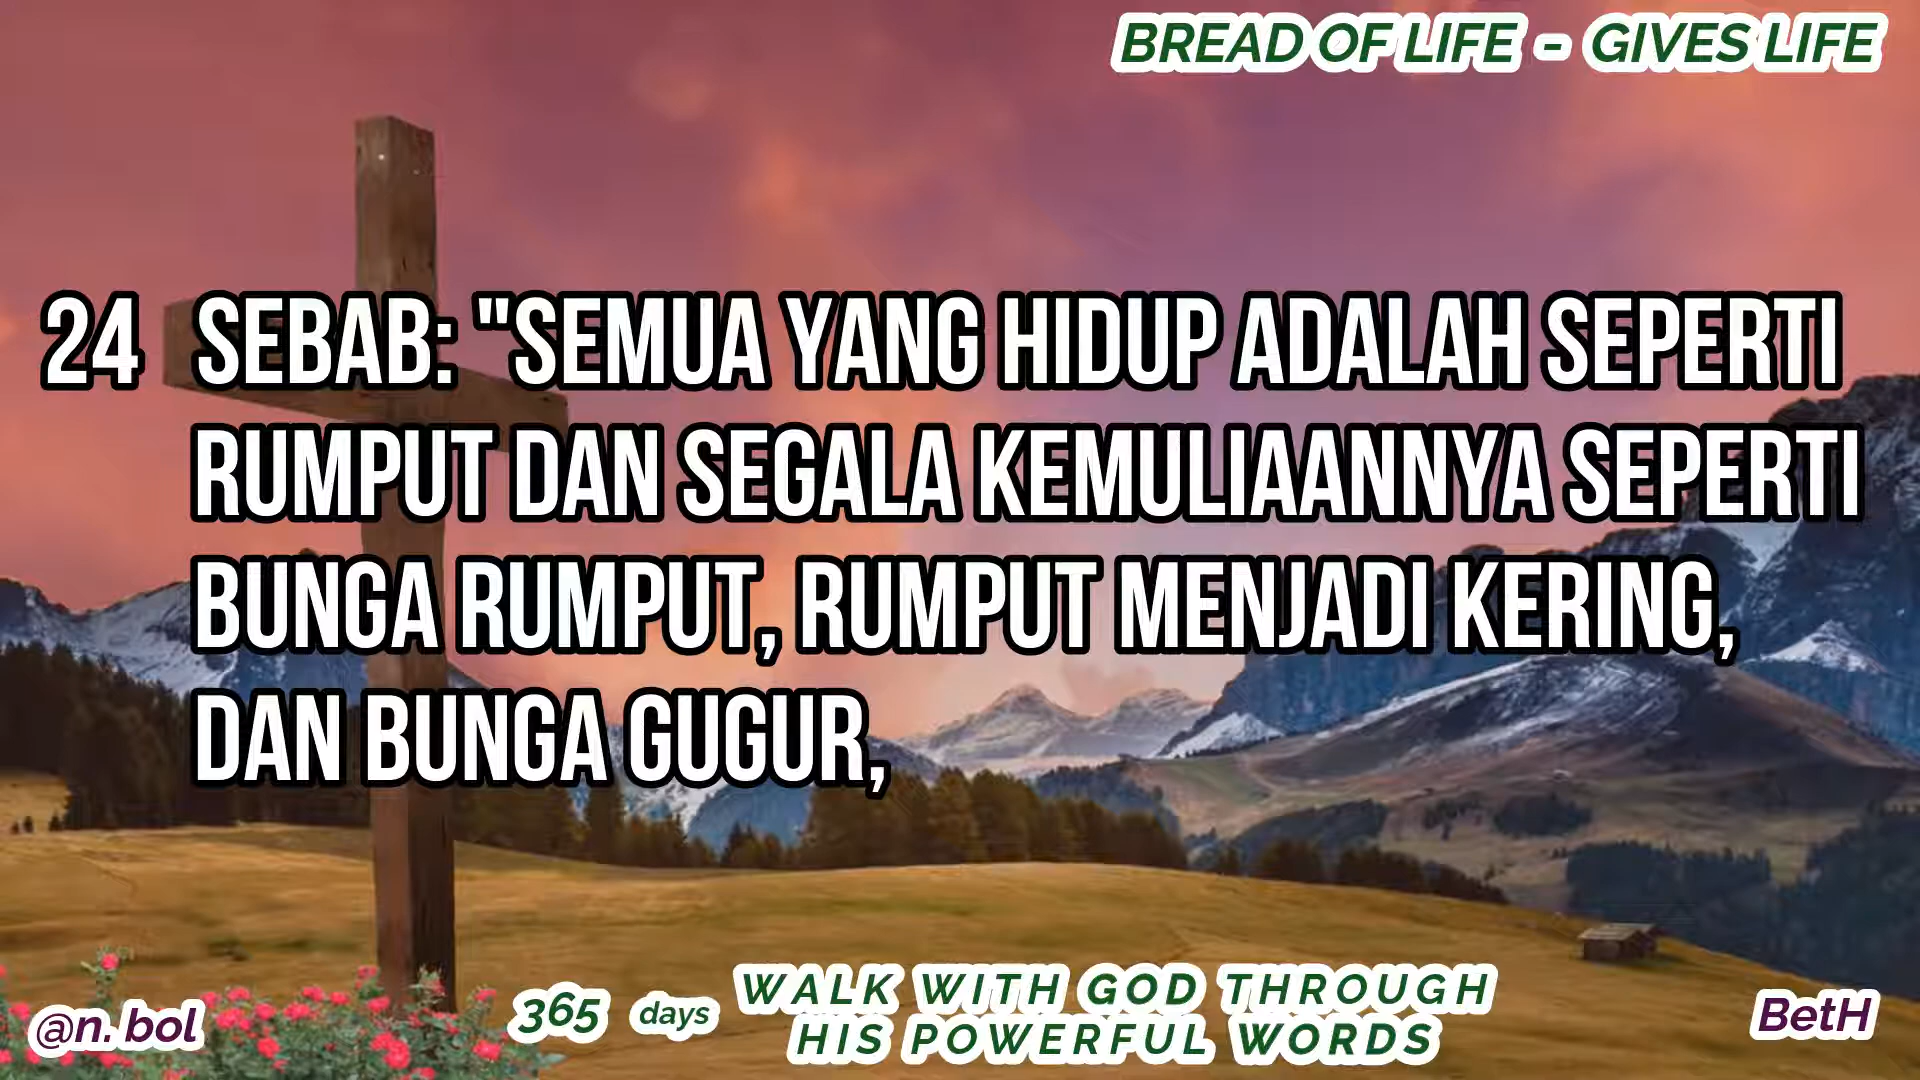 BREAD OF LIFE - GIVES LIFE
24 SEBAB: "SEMUA YANG HIDUP ADALAH SEPERTI
RUMPUT DAN SEGALA KEMULIAANNYA SEPERTI
BUNGA RUMPUT, RUMPUT MENJADI KERING,
DAN BUNGA GUGUR,
@n. bol
365 days
WALK WITH GOD THROUGH
HIS POWERFUL WORDS
BetH